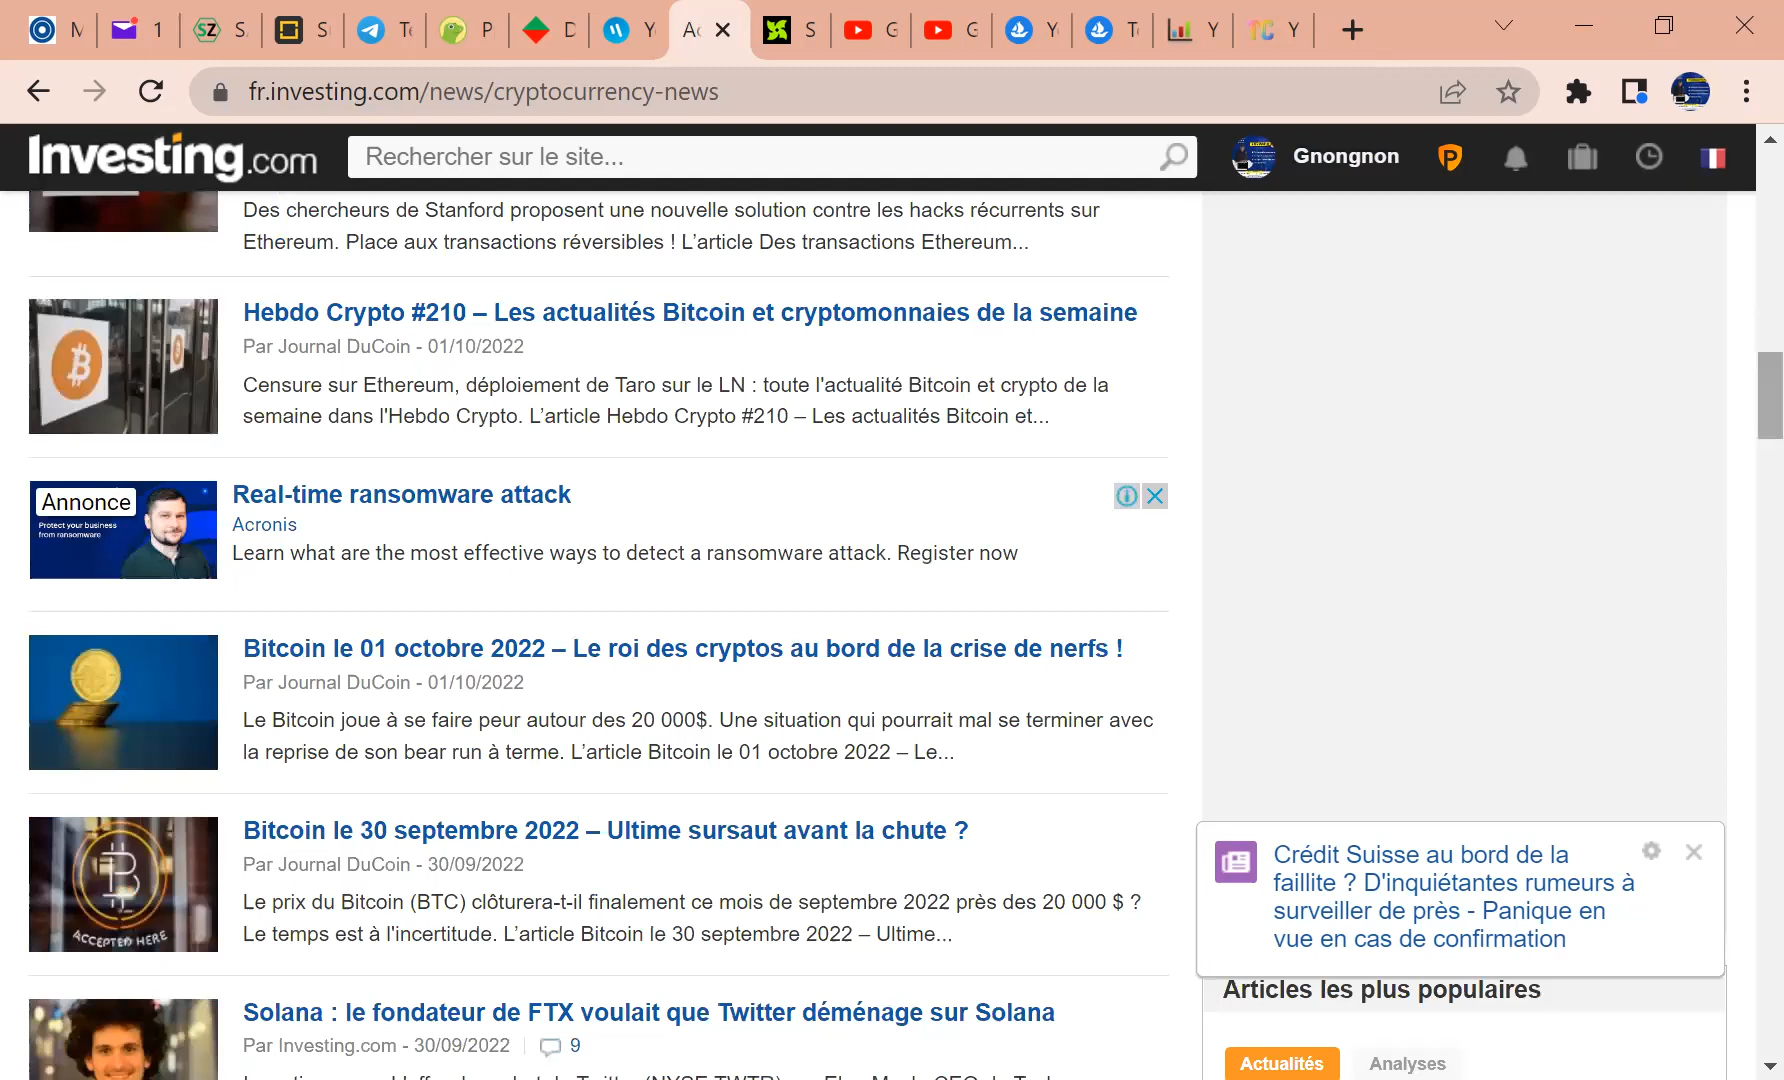 M
1
S
S
Te
P
D
Y
Ac
S
G
G
Y
T
Y
Y
fr.investing.com/news/cryptocurrency-news
Investing.com
Rechercher sur le site...
Gnongnon
Des chercheurs de Stanford proposent une nouvelle solution contre les hacks récurrents sur
Ethereum. Place aux transactions réversibles ! L'article Des transactions Ethereum...
Hebdo Crypto #210 – Les actualités Bitcoin et cryptomonnaies de la semaine
Par Journal DuCoin - 01/10/2022
Censure sur Ethereum, déploiement de Taro sur le LN : toute l'actualité Bitcoin et crypto de la
semaine dans l'Hebdo Crypto. L'article Hebdo Crypto #210 – Les actualités Bitcoin et...
Annonce
Protect your business
from ransomware
Real-time ransomware attack
Acronis
Learn what are the most effective ways to detect a ransomware attack. Register now
Bitcoin le 01 octobre 2022 – Le roi des cryptos au bord de la crise de nerfs !
Par Journal DuCoin - 01/10/2022
Le Bitcoin joue à se faire peur autour des 20 000$. Une situation qui pourrait mal se terminer avec
la reprise de son bear run à terme. L'article Bitcoin le 01 octobre 2022 – Le...
ACCEPTED HERE
Bitcoin le 30 septembre 2022 – Ultime sursaut avant la chute ?
Par Journal DuCoin - 30/09/2022
Le prix du Bitcoin (BTC) clôturera-t-il finalement ce mois de septembre 2022 près des 20 000 $ ?
Le temps est à l'incertitude. L'article Bitcoin le 30 septembre 2022 – Ultime...
Solana : le fondateur de FTX voulait que Twitter déménage sur Solana
Par Investing.com - 30/09/2022
9
Crédit Suisse au bord de la
faillite ? D'inquiétantes rumeurs à
surveiller de près - Panique en
vue en cas de confirmation
Articles les plus populaires
Actualités
Analyses